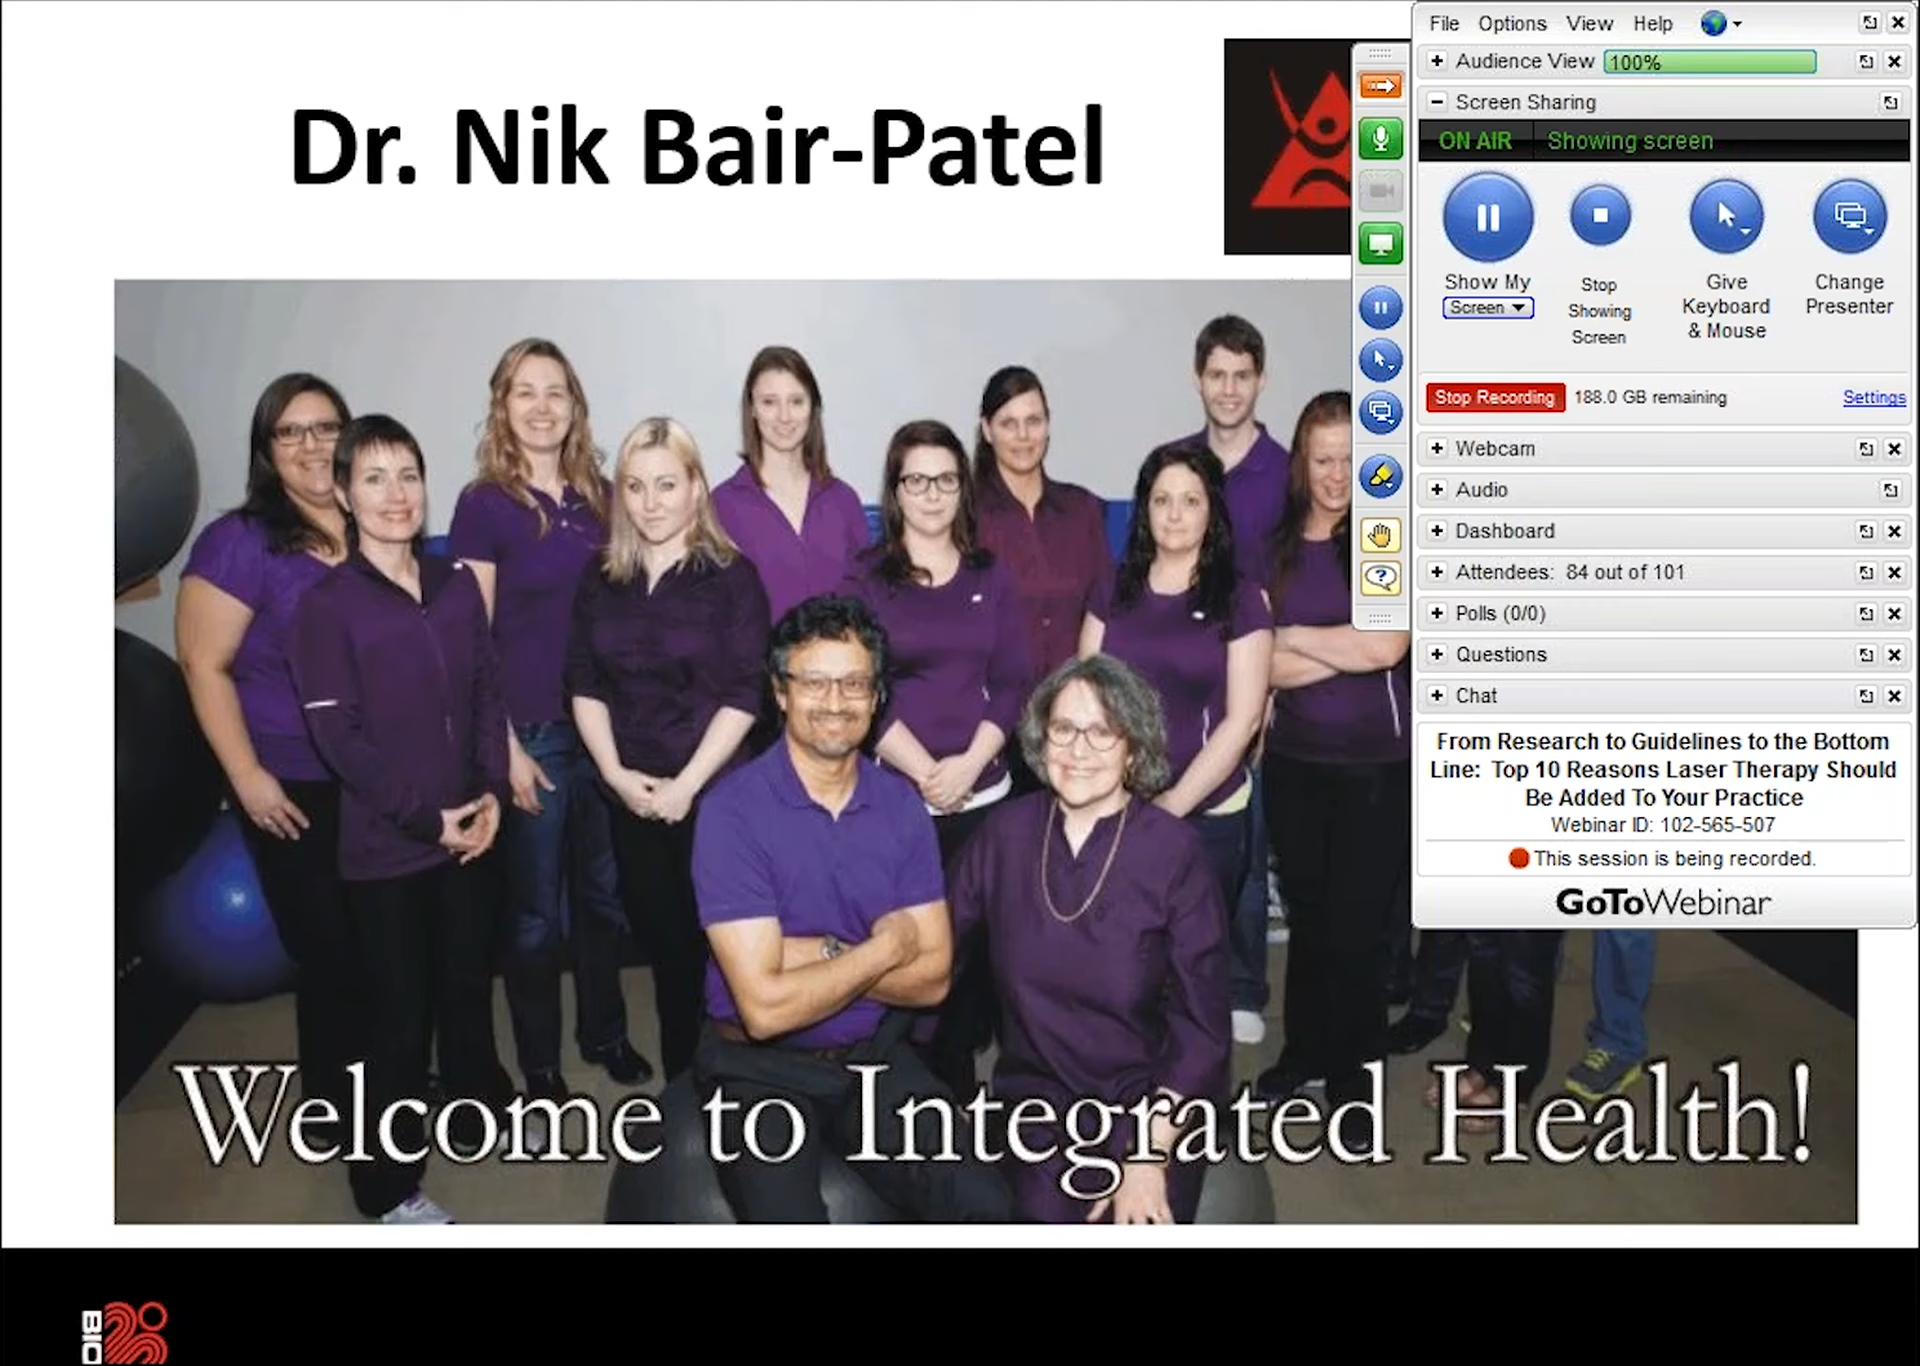 Dr. Nik Bair-Patel
Welcome to Integrated Health!
BIO
File Options View Help
Audience View 100%
Screen Sharing
ON AIR Showing screen
Show My
Screen
Stop
Showing
Screen
Give
Keyboard
& Mouse
Change
Presenter
Stop Recording 188.0 GB remaining Settings
Webcam
Audio
Dashboard
Attendees: 84 out of 101
Polls (0/0)
Questions
Chat
From Research to Guidelines to the Bottom
Line: Top 10 Reasons Laser Therapy Should
Be Added To Your Practice
Webinar ID: 102-565-507
This session is being recorded.
GoToWebinar